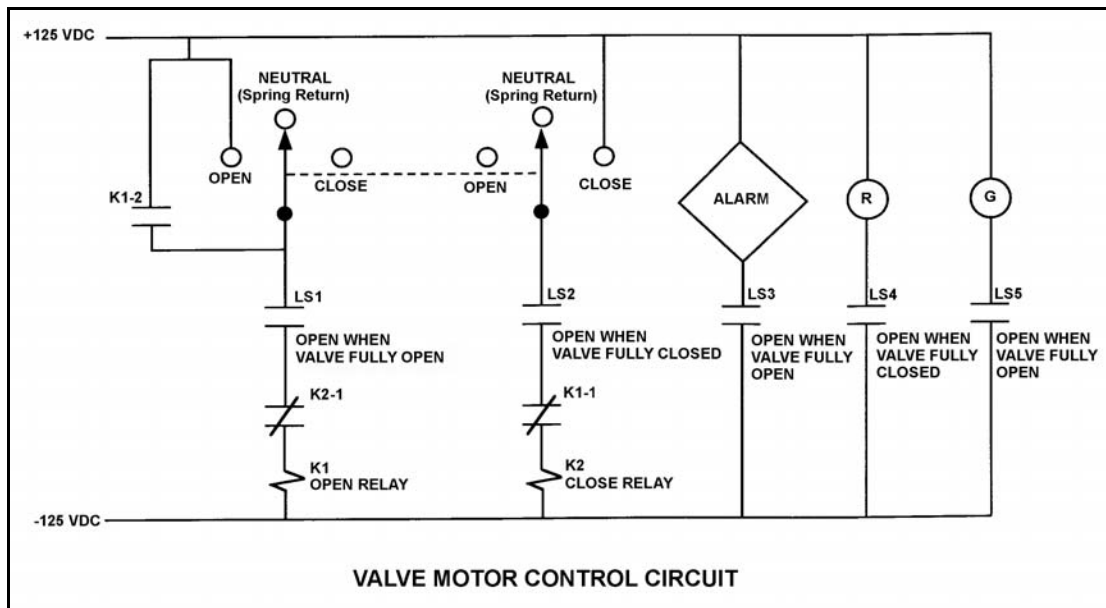 +125 VDC
NEUTRAL
(Spring Return)
NEUTRAL
(Spring Return)
OPEN
CLOSE
OPEN
CLOSE
K1-2
ALARM
R
G
LS1
OPEN WHEN
VALVE FULLY OPEN
LS2
OPEN WHEN
VALVE FULLY CLOSED
LS3
OPEN WHEN
VALVE FULLY
OPEN
LS4
OPEN WHEN
VALVE FULLY
CLOSED
LS5
OPEN WHEN
VALVE FULLY
OPEN
K2-1
K1-1
K1
OPEN RELAY
K2
CLOSE RELAY
-125 VDC
VALVE MOTOR CONTROL CIRCUIT